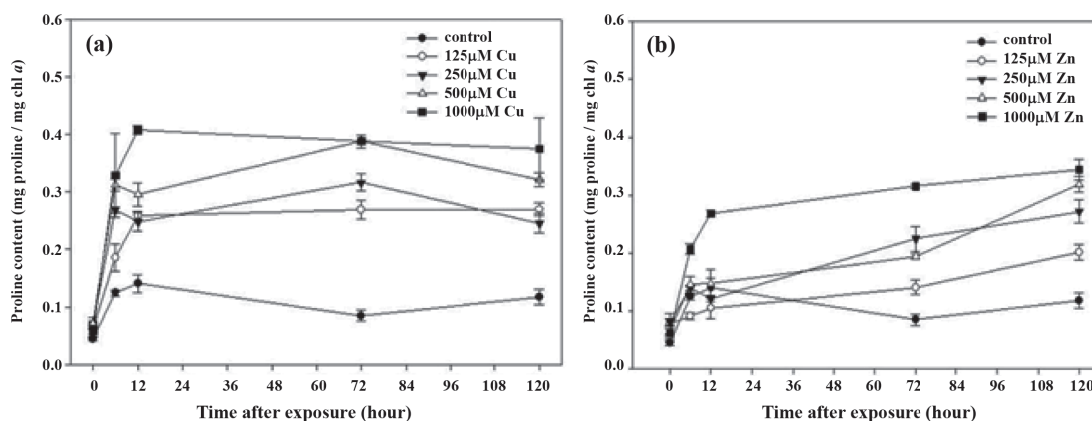 (a)
control
125μM Cu
250μM Cu
500μM Cu
1000μM Cu
Proline content (mg proline / mg chl a)
0.6
0.5
0.4
0.3
0.2
0.1
0.0
0 12 24 36 48 60 72 84 96 108 120
Time after exposure (hour)
(b)
control
125μM Zn
250μM Zn
500μM Zn
1000μM Zn
Proline content (mg proline / mg chl a)
0.6
0.5
0.4
0.3
0.2
0.1
0.0
0 12 24 36 48 60 72 84 96 108 120
Time after exposure (hour)